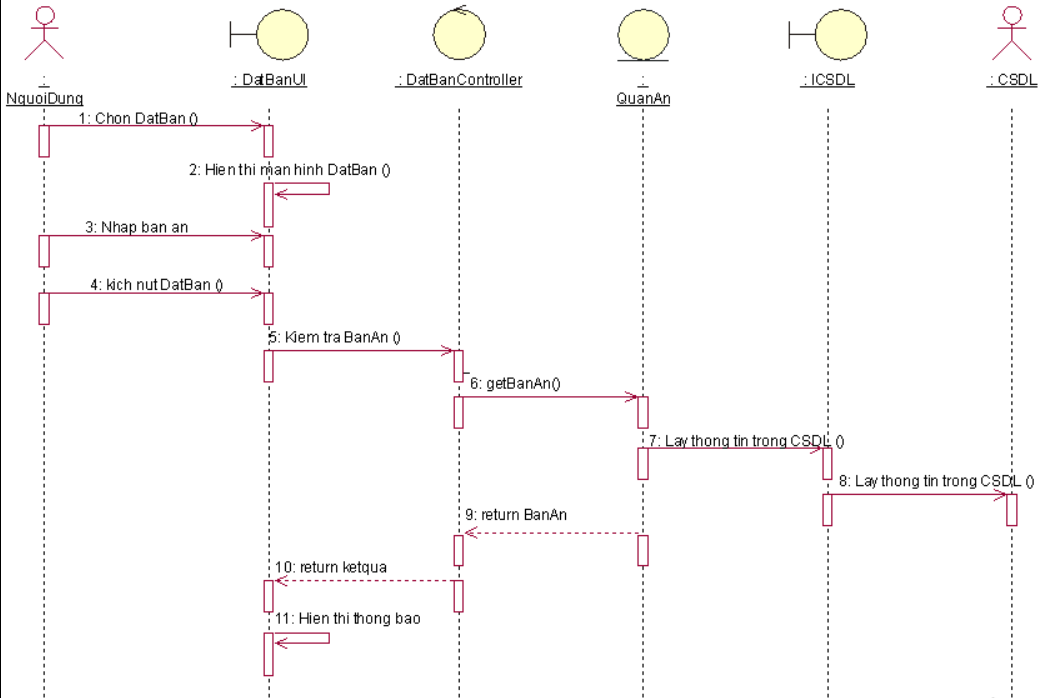 :
NguoiDung
: DatBanUI
: DatBanController
:
QuanAn
: ICSDL
: CSDL
1: Chon DatBan ()
2: Hien thi man hinh DatBan ()
3: Nhap ban an
4: kich nut DatBan ()
5: Kiem tra BanAn ()
6: getBanAn()
7: Lay thong tin trong CSDL ()
8: Lay thong tin trong CSDL ()
9: return BanAn
10: return ketqua
11: Hien thi thong bao